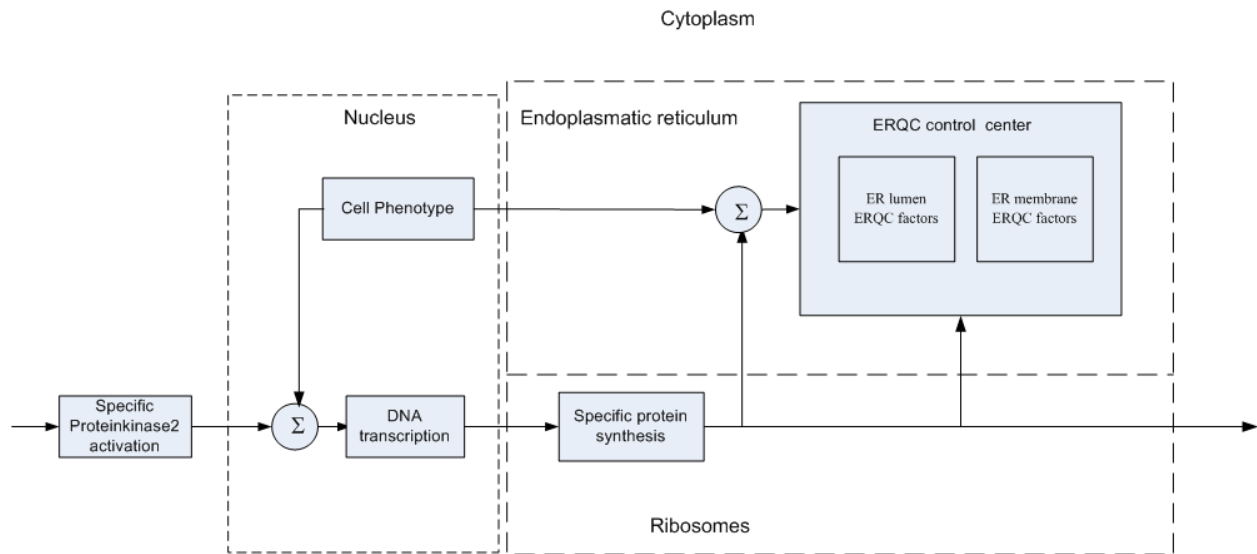 Cytoplasm
Nucleus
Endoplasmatic reticulum
ERQC control center
Cell Phenotype
Σ
ER lumen
ERQC factors
ER membrane
ERQC factors
Specific
Proteinkinase2
activation
Σ
DNA
transcription
Specific protein
synthesis
Ribosomes